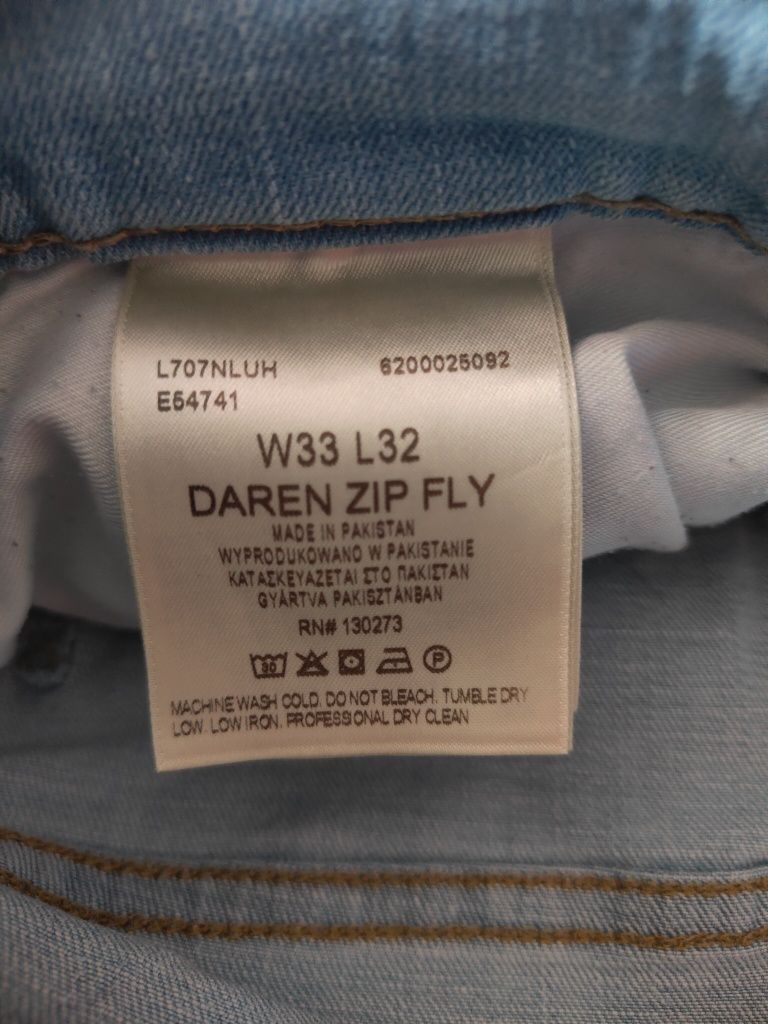 L707NLUH 6200025092
E54741
W33 L32
DAREN ZIP FLY
MADE IN PAKISTAN
WYPRODUKOWANO W PAKISTANIE
ΚΑΤΑΣΚΕΥΑΖΕΤΑΙ ΣΤΟ ΠΑΚΙΣΤΑΝ
GYÁRTVA PAKISZTÁNBAN
RN# 130273
30 P
MACHINE WASH COLD. DO NOT BLEACH. TUMBLE DRY
LOW. LOW IRON. PROFESSIONAL DRY CLEAN